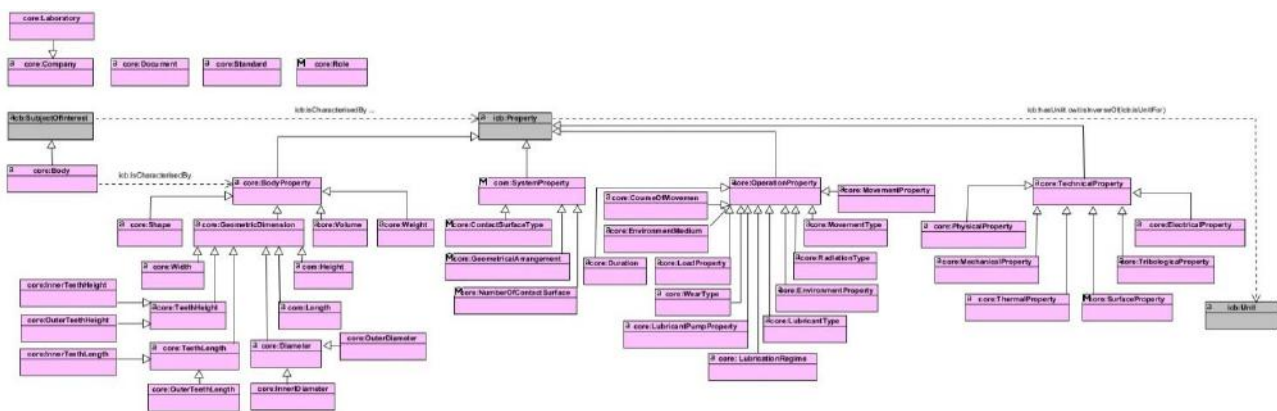 core:Laboratory
a core:Company
a core:Document
a core:Standard
M core:Role
icb:SubjectOfInterest
icb:isCharacterisedBy ...
a icb:Property
icb:hasUnit
a core:Body
icb:isCharacterisedBy
a core:BodyProperty
M core:SystemProperty
core:OperationProperty
core:TechnicalProperty
core:MovementProperty
core:CourseOfMovemen
a core:Shape
core:GeometricDimension
core:Volume
a core:Weight
M core:ContactSurfaceType
core:EnvironmentMedium
core:MovementType
a core:PhysicalProperty
core:ElectricalProperty
a core:Width
a core:Height
M core:GeometricalArrangement
a core:Duration
a core:LoadProperty
core:RadiationType
core:MechanicalProperty
core:TribologicaProperty
core:InnerTeethHeight
core:TeethHeight
a core:Length
M core:NumberOfContactSurface
a core:WearType
core:EnvironmentProperty
core:ThermalProperty
M core:SurfaceProperty
icb:Unit
core:OuterTeethHeight
core:LubricantPumpProperty
core:LubricantType
core:InnerTeethLength
a core:TeethLength
a core:Diameter
core:OuterDiameter
core: LubricationRegime
core:OuterTeethLength
core:InnerlDiameter